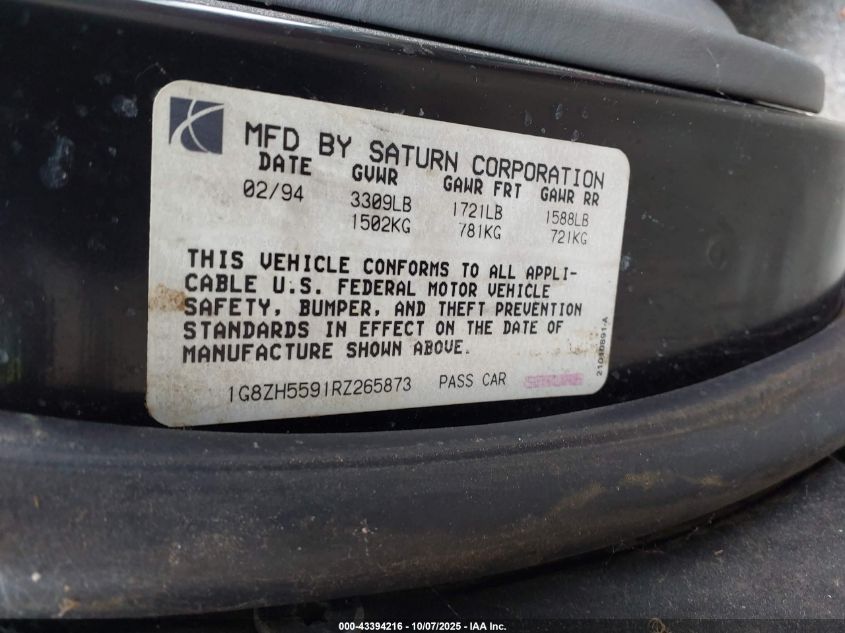 MFD BY SATURN CORPORATION
DATE GVWR GAWR FRT GAWR RR
02/94 3309LB 1721LB 1588LB
1502KG 781KG 721KG
THIS VEHICLE CONFORMS TO ALL APPLI-
CABLE U.S. FEDERAL MOTOR VEHICLE
SAFETY, BUMPER, AND THEFT PREVENTION
STANDARDS IN EFFECT ON THE DATE OF
MANUFACTURE SHOWN ABOVE.
1G8ZH5591RZ265873 PASS CAR
21010891-A
000-43394216 - 10/07/2025 - IAA Inc.